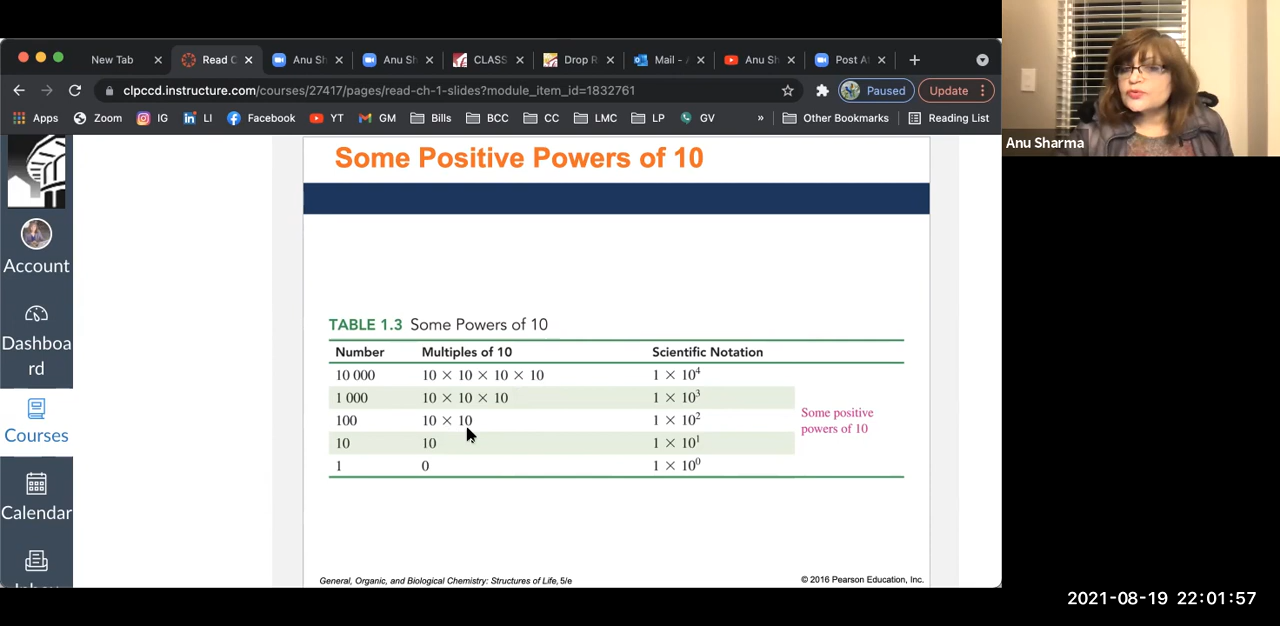 New Tab
Read C
Anu Sh
Anu Sh
CLASS
Drop R
Mail - A
Anu Sh
Post At
clpccd.instructure.com/courses/27417/pages/read-ch-1-slides?module_item_id=1832761
Paused
Update
Apps Zoom IG LI Facebook YT GM Bills BCC CC LMC LP GV » Other Bookmarks Reading List
Anu Sharma
Account
Dashboa
rd
Courses
Calendar
Some Positive Powers of 10
TABLE 1.3 Some Powers of 10
Number Multiples of 10 Scientific Notation
10 000 10 × 10 × 10 × 10 1 × 10⁴
1 000 10 × 10 × 10 1 × 10³
100 10 × 10 1 × 10²
10 10 1 × 10¹
1 0 1 × 10⁰
Some positive
powers of 10
General, Organic, and Biological Chemistry: Structures of Life, 5/e
© 2016 Pearson Education, Inc.
2021-08-19 22:01:57